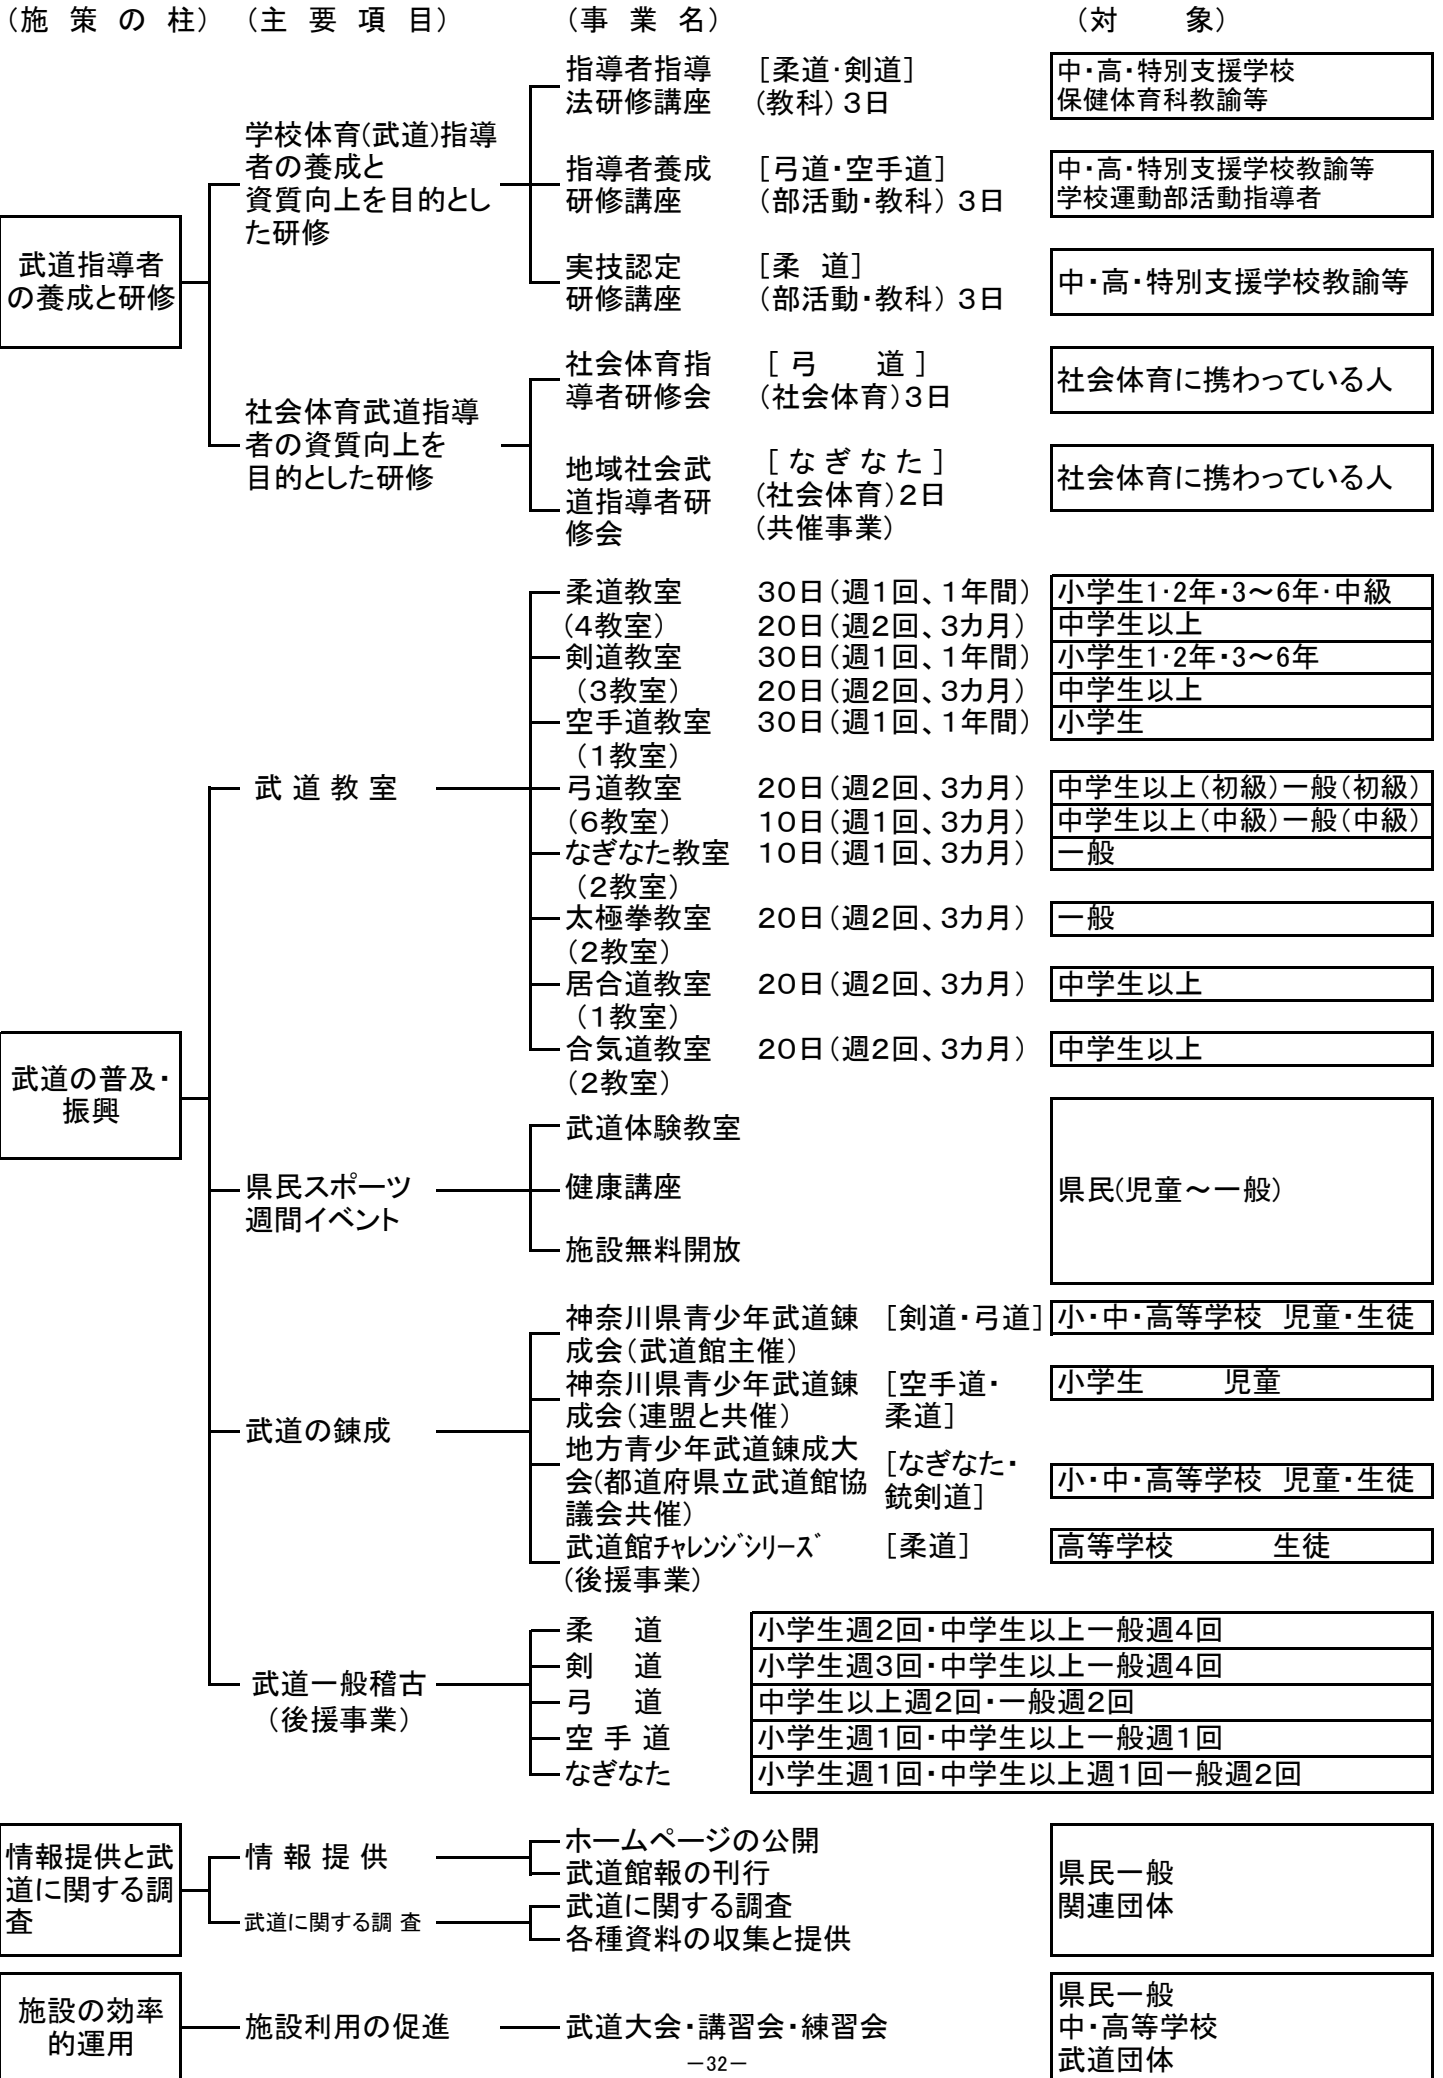 （施 策 の 柱） （主 要 項 目） （事 業 名） （対 象）
武道指導者
の養成と研修
学校体育(武道)指導
者の養成と
資質向上を目的とし
た研修
指導者指導 ［柔道･剣道］ 中・高・特別支援学校
法研修講座 （教科）３日 保健体育科教諭等
指導者養成 ［弓道・空手道］ 中・高・特別支援学校教諭等
研修講座 （部活動・教科）３日 学校運動部活動指導者
実技認定 ［柔 道］ 中・高・特別支援学校教諭等
研修講座 （部活動・教科）３日
社会体育武道指導
者の資質向上を
目的とした研修
社会体育指 ［ 弓 道 ］ 社会体育に携わっている人
導者研修会 （社会体育）３日
地域社会武 ［ な ぎ な た ］ 社会体育に携わっている人
道指導者研 （社会体育）２日
修会 （共催事業）
武道の普及・
振興
武 道 教 室
柔道教室 ３０日（週１回、１年間） 小学生1･2年・3～6年･中級
（４教室） ２０日（週２回、３カ月） 中学生以上
剣道教室 ３０日（週１回、１年間） 小学生1･2年・3～6年
（３教室） ２０日（週２回、３カ月） 中学生以上
空手道教室 ３０日（週１回、１年間） 小学生
（１教室）
弓道教室 ２０日（週２回、３カ月） 中学生以上（初級）一般（初級）
（６教室） １０日（週１回、３カ月） 中学生以上（中級）一般（中級）
なぎなた教室 １０日（週１回、３カ月） 一般
（２教室）
太極拳教室 ２０日（週２回、３カ月） 一般
（２教室）
居合道教室 ２０日（週２回、３カ月） 中学生以上
（１教室）
合気道教室 ２０日（週２回、３カ月） 中学生以上
（２教室）
県民スポーツ
週間イベント
武道体験教室
健康講座
施設無料開放
県民(児童～一般)
武道の錬成
神奈川県青少年武道錬 ［剣道・弓道］ 小・中・高等学校 児童・生徒
成会（武道館主催）
神奈川県青少年武道錬 ［空手道・ 小学生 児童
成会（連盟と共催） 柔道］
地方青少年武道錬成大 ［なぎなた・ 小・中・高等学校 児童・生徒
会(都道府県立武道館協 銃剣道］
議会共催)
武道館ﾁｬﾚﾝｼﾞｼﾘｰｽﾞ ［柔道］ 高等学校 生徒
(後援事業)
武道一般稽古
（後援事業）
柔 道 小学生週２回・中学生以上一般週４回
剣 道 小学生週３回・中学生以上一般週４回
弓 道 中学生以上週２回・一般週２回
空 手 道 小学生週１回・中学生以上一般週１回
なぎなた 小学生週１回・中学生以上週１回一般週２回
情報提供と武
道に関する調
査
情 報 提 供
ホームページの公開
武道館報の刊行
武道に関する調 査
武道に関する調査
各種資料の収集と提供
県民一般
関連団体
施設の効率
的運用
施設利用の促進
武道大会・講習会・練習会
県民一般
中・高等学校
武道団体
－32－